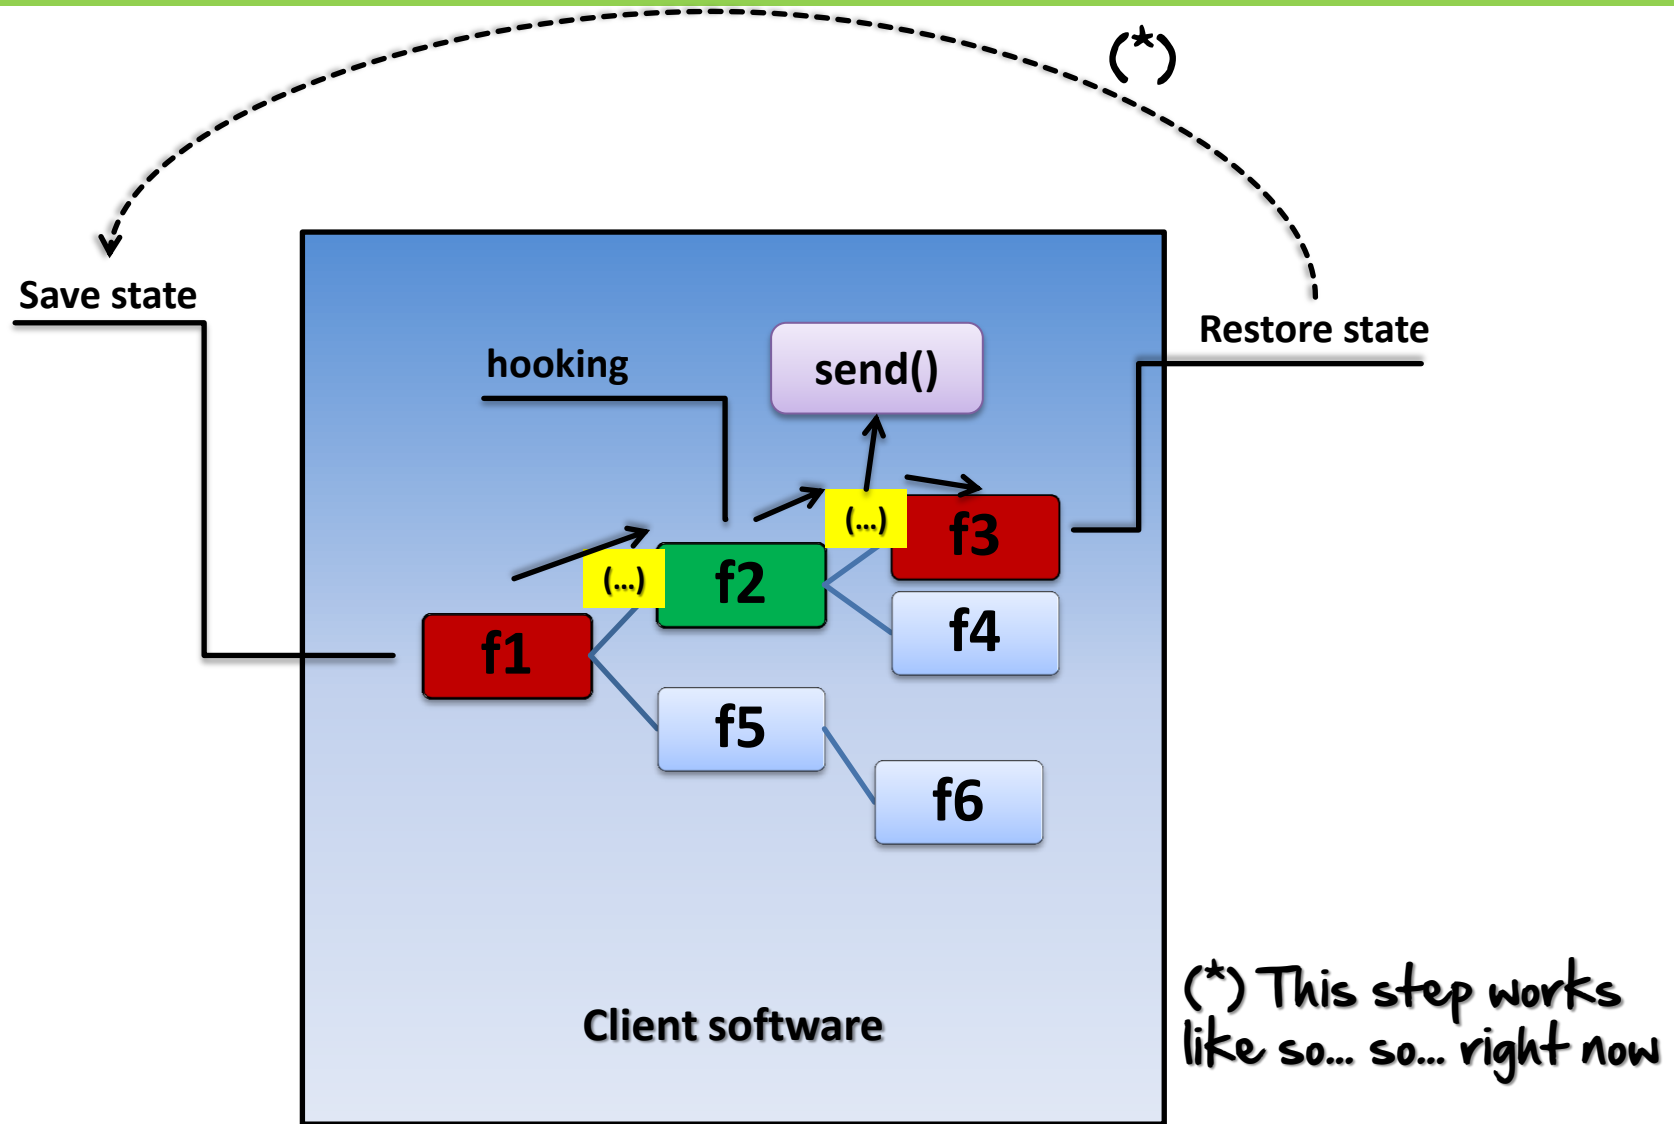 (*)
Save state
Restore state
hooking
send()
(...)
f3
(...)
f2
f4
f1
f5
f6
Client software
(*) This step works
like so... so... right now